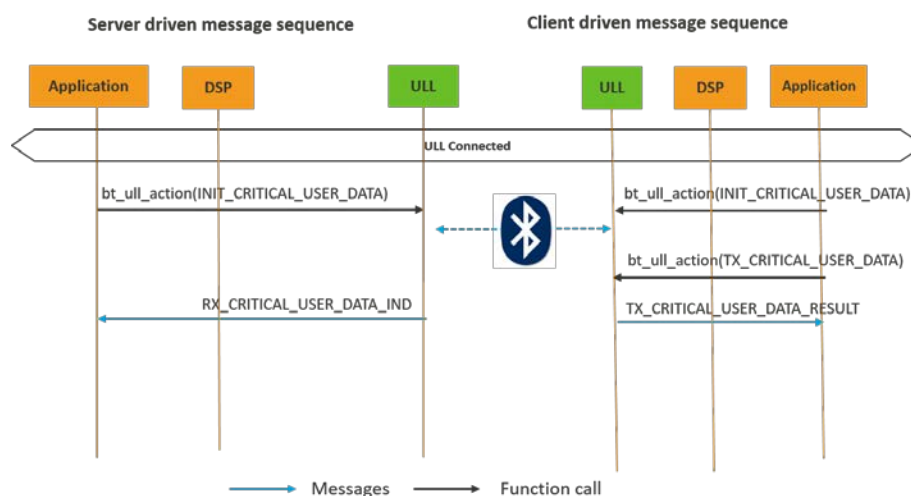 Server driven message sequence
Client driven message sequence
Application
DSP
ULL
ULL
DSP
Application
ULL Connected
bt_ull_action(INIT_CRITICAL_USER_DATA)
bt_ull_action(INIT_CRITICAL_USER_DATA)
bt_ull_action(TX_CRITICAL_USER_DATA)
RX_CRITICAL_USER_DATA_IND
TX_CRITICAL_USER_DATA_RESULT
Messages
Function call